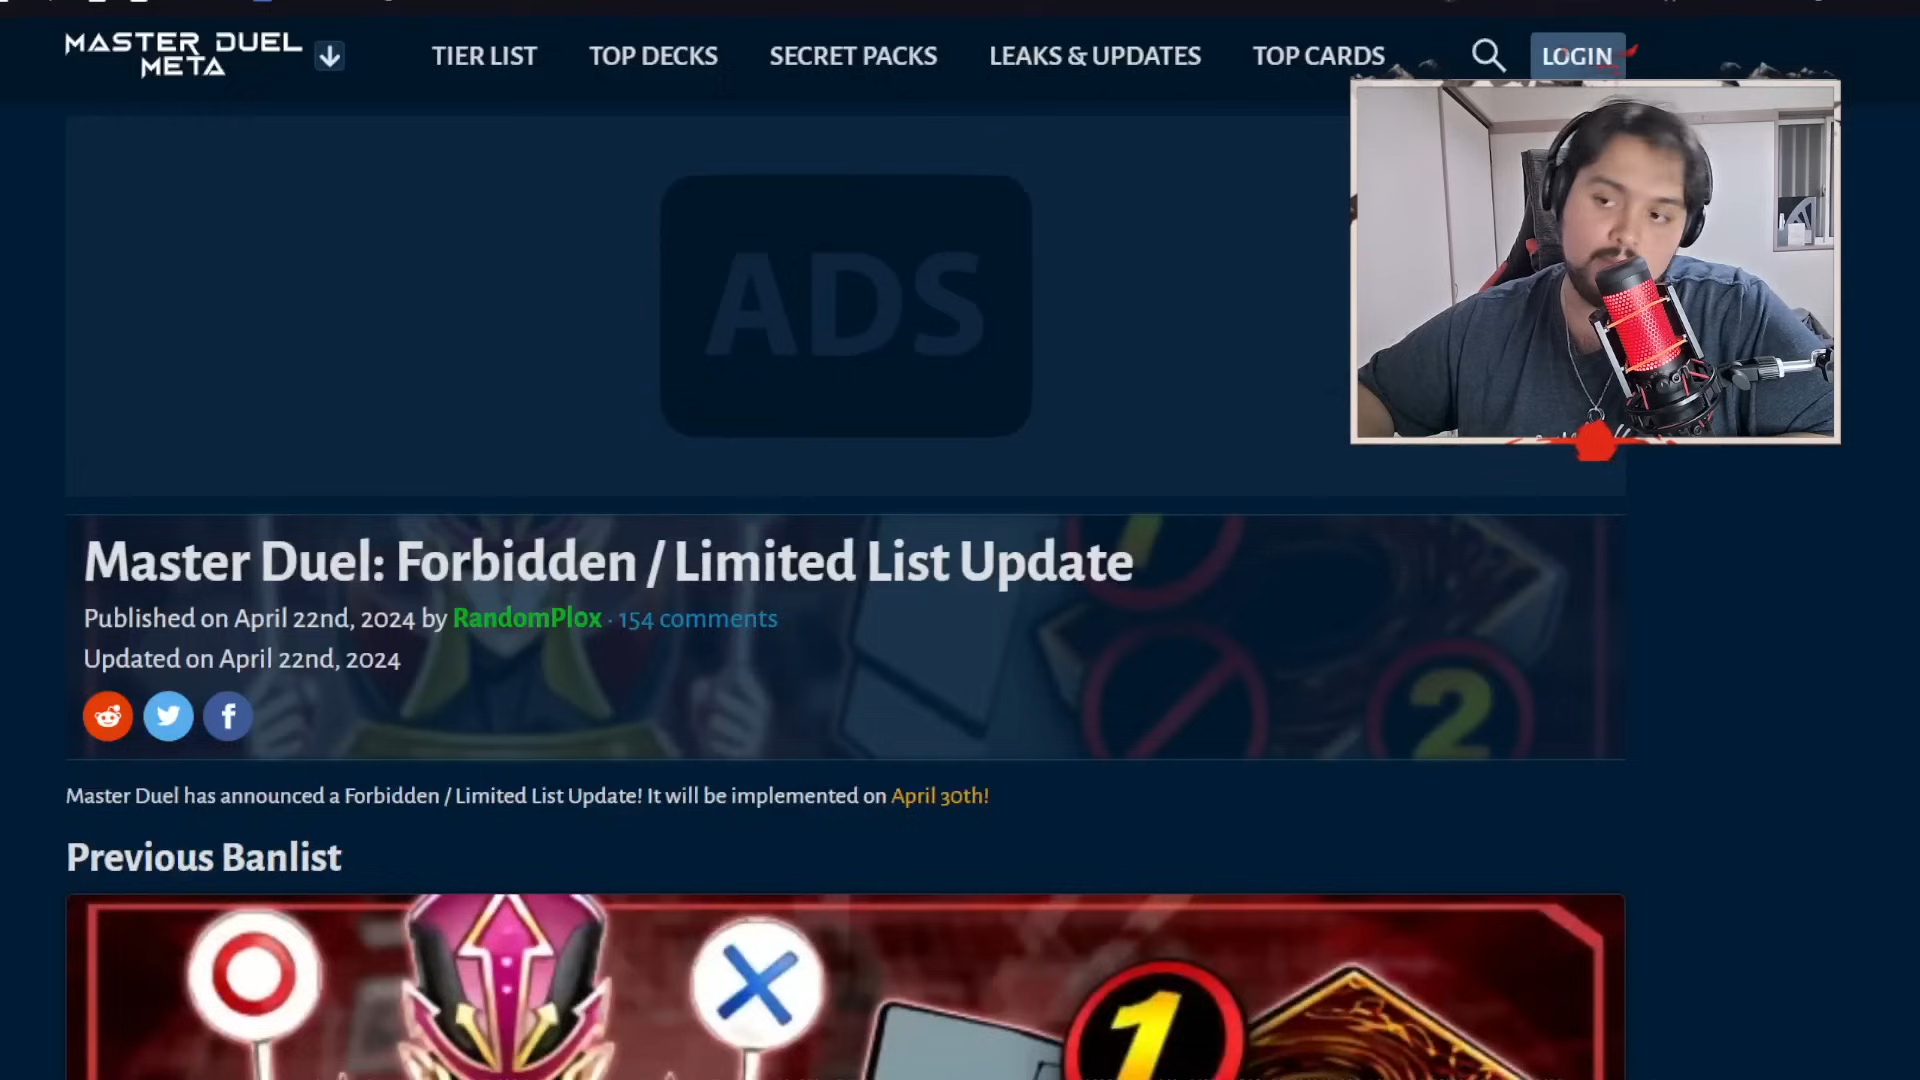 MASTER DUEL
META
TIER LIST
TOP DECKS
SECRET PACKS
LEAKS & UPDATES
TOP CARDS
LOGIN
ADS
Master Duel: Forbidden / Limited List Update
Published on April 22nd, 2024 by RandomPlox · 154 comments
Updated on April 22nd, 2024
1
2
Master Duel has announced a Forbidden / Limited List Update! It will be implemented on April 30th!
Previous Banlist
1